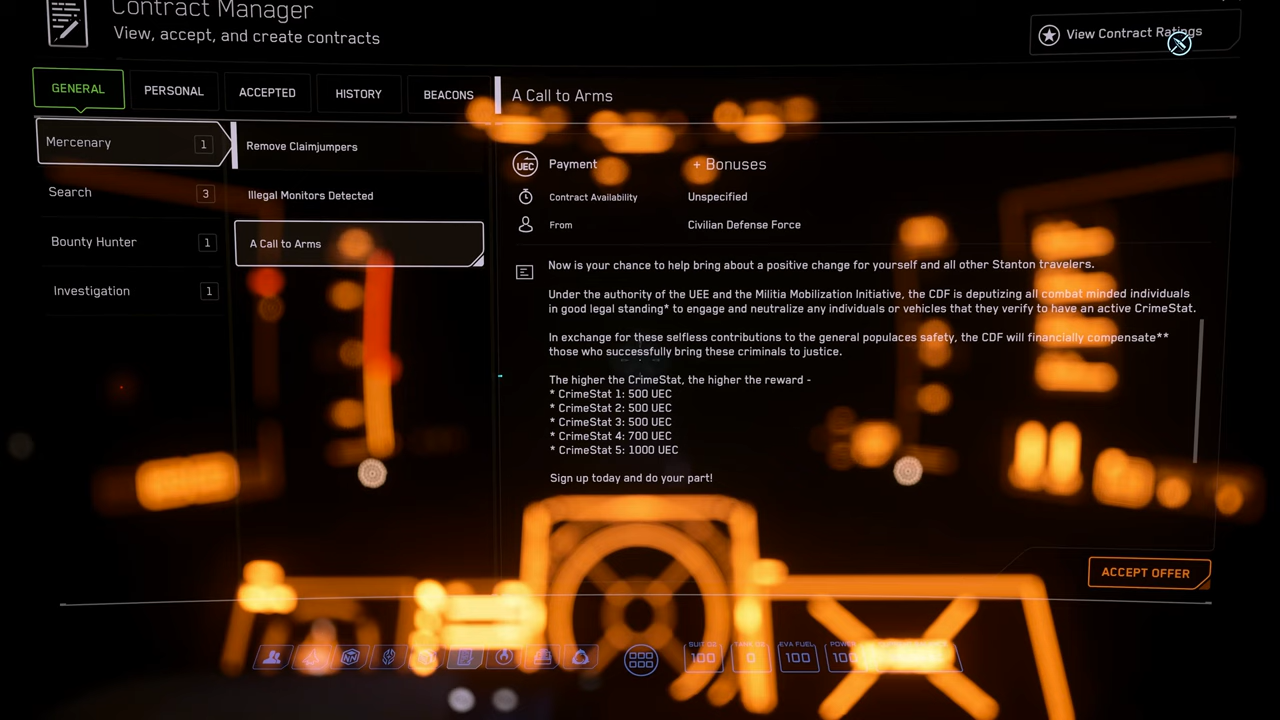 Contract Manager
View, accept, and create contracts
View Contract Ratings
GENERAL
PERSONAL
ACCEPTED
HISTORY
BEACONS
Mercenary 1
Search 3
Bounty Hunter 1
Investigation 1
Remove Claimjumpers
Illegal Monitors Detected
A Call to Arms
A Call to Arms
UEC Payment + Bonuses
Contract Availability Unspecified
From Civilian Defense Force
Now is your chance to help bring about a positive change for yourself and all other Stanton travelers.
Under the authority of the UEE and the Militia Mobilization Initiative, the CDF is deputizing all combat minded individuals
in good legal standing* to engage and neutralize any individuals or vehicles that they verify to have an active CrimeStat.
In exchange for these selfless contributions to the general populaces safety, the CDF will financially compensate**
those who successfully bring these criminals to justice.
The higher the CrimeStat, the higher the reward -
* CrimeStat 1: 500 UEC
* CrimeStat 2: 500 UEC
* CrimeStat 3: 500 UEC
* CrimeStat 4: 700 UEC
* CrimeStat 5: 1000 UEC
Sign up today and do your part!
ACCEPT OFFER
SUIT O2 TANK O2 EVA FUEL POWER
100 0 100 100